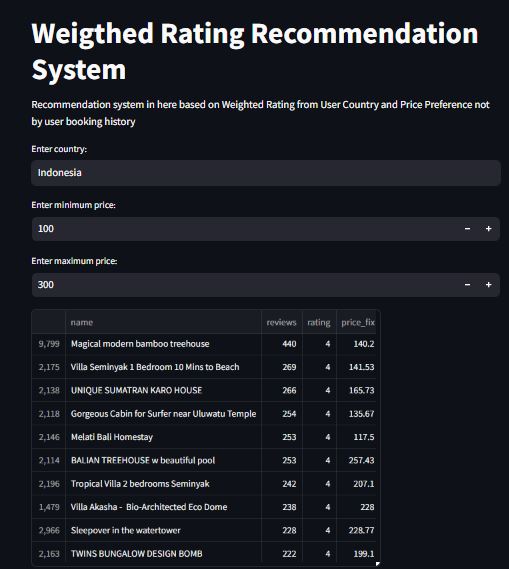 Weigthed Rating Recommendation
System
Recommendation system in here based on Weighted Rating from User Country and Price Preference not
by user booking history
Enter country:
Indonesia
Enter minimum price:
100 − +
Enter maximum price:
300 − +
name reviews rating price_fix
9,799 Magical modern bamboo treehouse 440 4 140.2
2,175 Villa Seminyak 1 Bedroom 10 Mins to Beach 269 4 141.53
2,138 UNIQUE SUMATRAN KARO HOUSE 266 4 165.73
2,118 Gorgeous Cabin for Surfer near Uluwatu Temple 254 4 135.67
2,146 Melati Bali Homestay 253 4 117.5
2,114 BALIAN TREEHOUSE w beautiful pool 253 4 257.43
2,196 Tropical Villa 2 bedrooms Seminyak 242 4 207.1
1,479 Villa Akasha - Bio-Architected Eco Dome 238 4 228
2,966 Sleepover in the watertower 228 4 228.77
2,163 TWINS BUNGALOW DESIGN BOMB 222 4 199.1